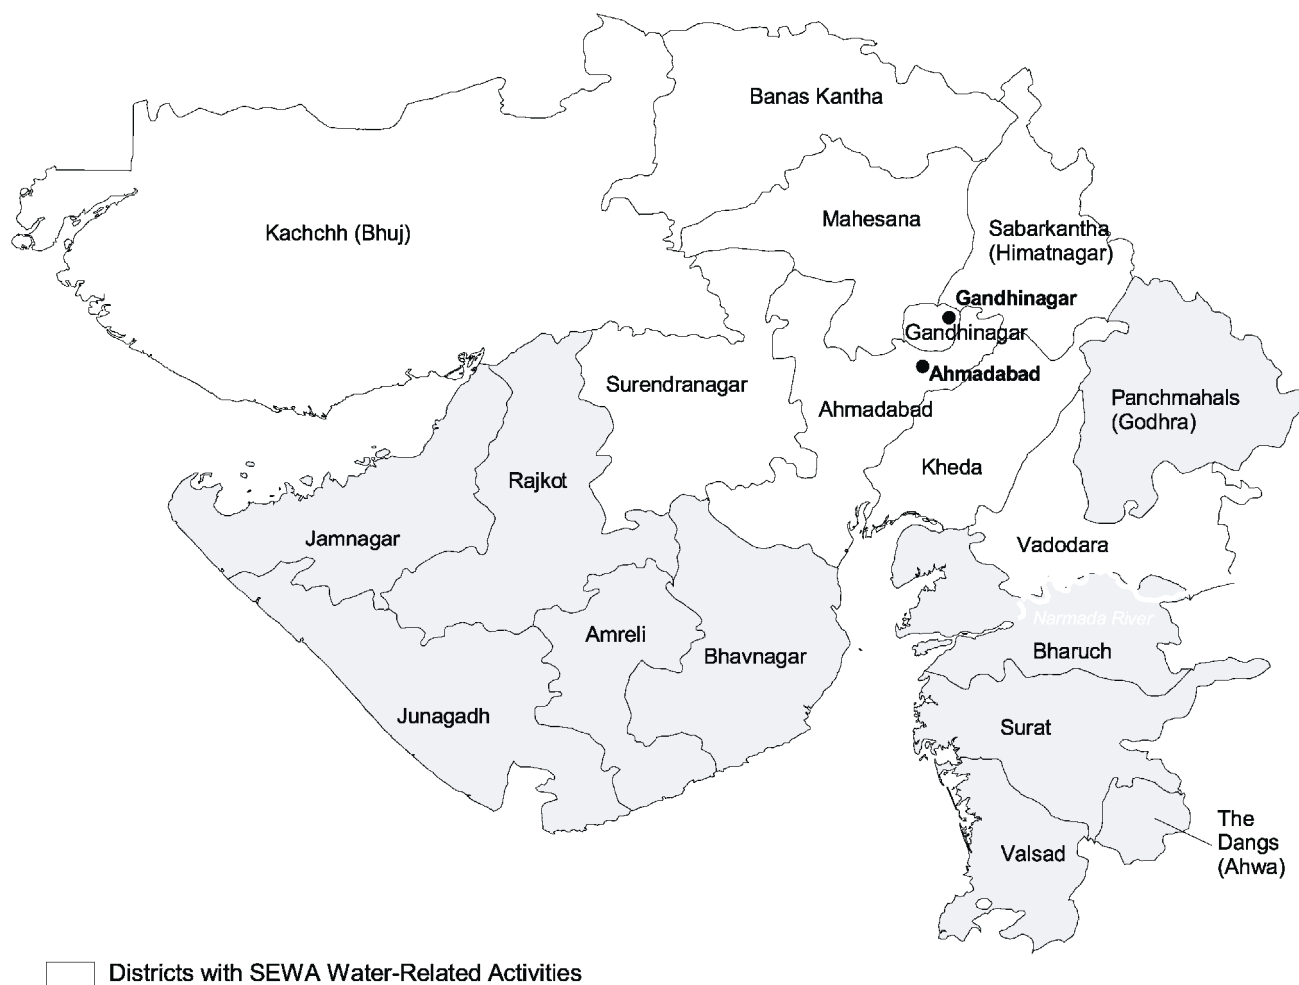 Banas Kantha
Mahesana
Kachchh (Bhuj)
Sabarkantha
(Himatnagar)
Gandhinagar
Gandhinagar
Ahmadabad
Surendranagar
Ahmadabad
Panchmahals
(Godhra)
Kheda
Rajkot
Jamnagar
Vadodara
Narmada River
Amreli
Bharuch
Bhavnagar
Junagadh
Surat
The
Dangs
(Ahwa)
Valsad
Districts with SEWA Water-Related Activities